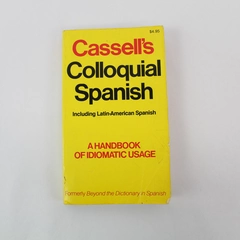 $4.95
Cassell's
Colloquial
Spanish
Including Latin-American Spanish
A HANDBOOK
OF IDIOMATIC USAGE
Formerly Beyond the Dictionary in Spanish